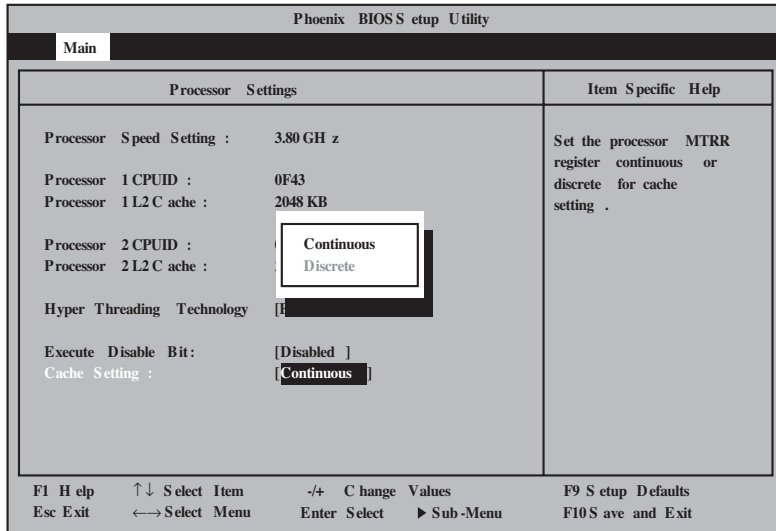 Phoenix BIOS Setup Utility
Main
Processor Settings
Item Specific Help
Processor Speed Setting : 3.80 GHz
Processor 1 CPUID : 0F43
Processor 1 L2 Cache : 2048 KB
Processor 2 CPUID :
Processor 2 L2 Cache :
Continuous
Discrete
Hyper Threading Technology
Execute Disable Bit : [Disabled ]
Cache Setting : [Continuous ]
Set the processor MTRR
register continuous or
discrete for cache
setting .
F1 Help ↑↓ Select Item -/+ Change Values F9 Setup Defaults
Esc Exit ←→ Select Menu Enter Select ▶ Sub-Menu F10 Save and Exit